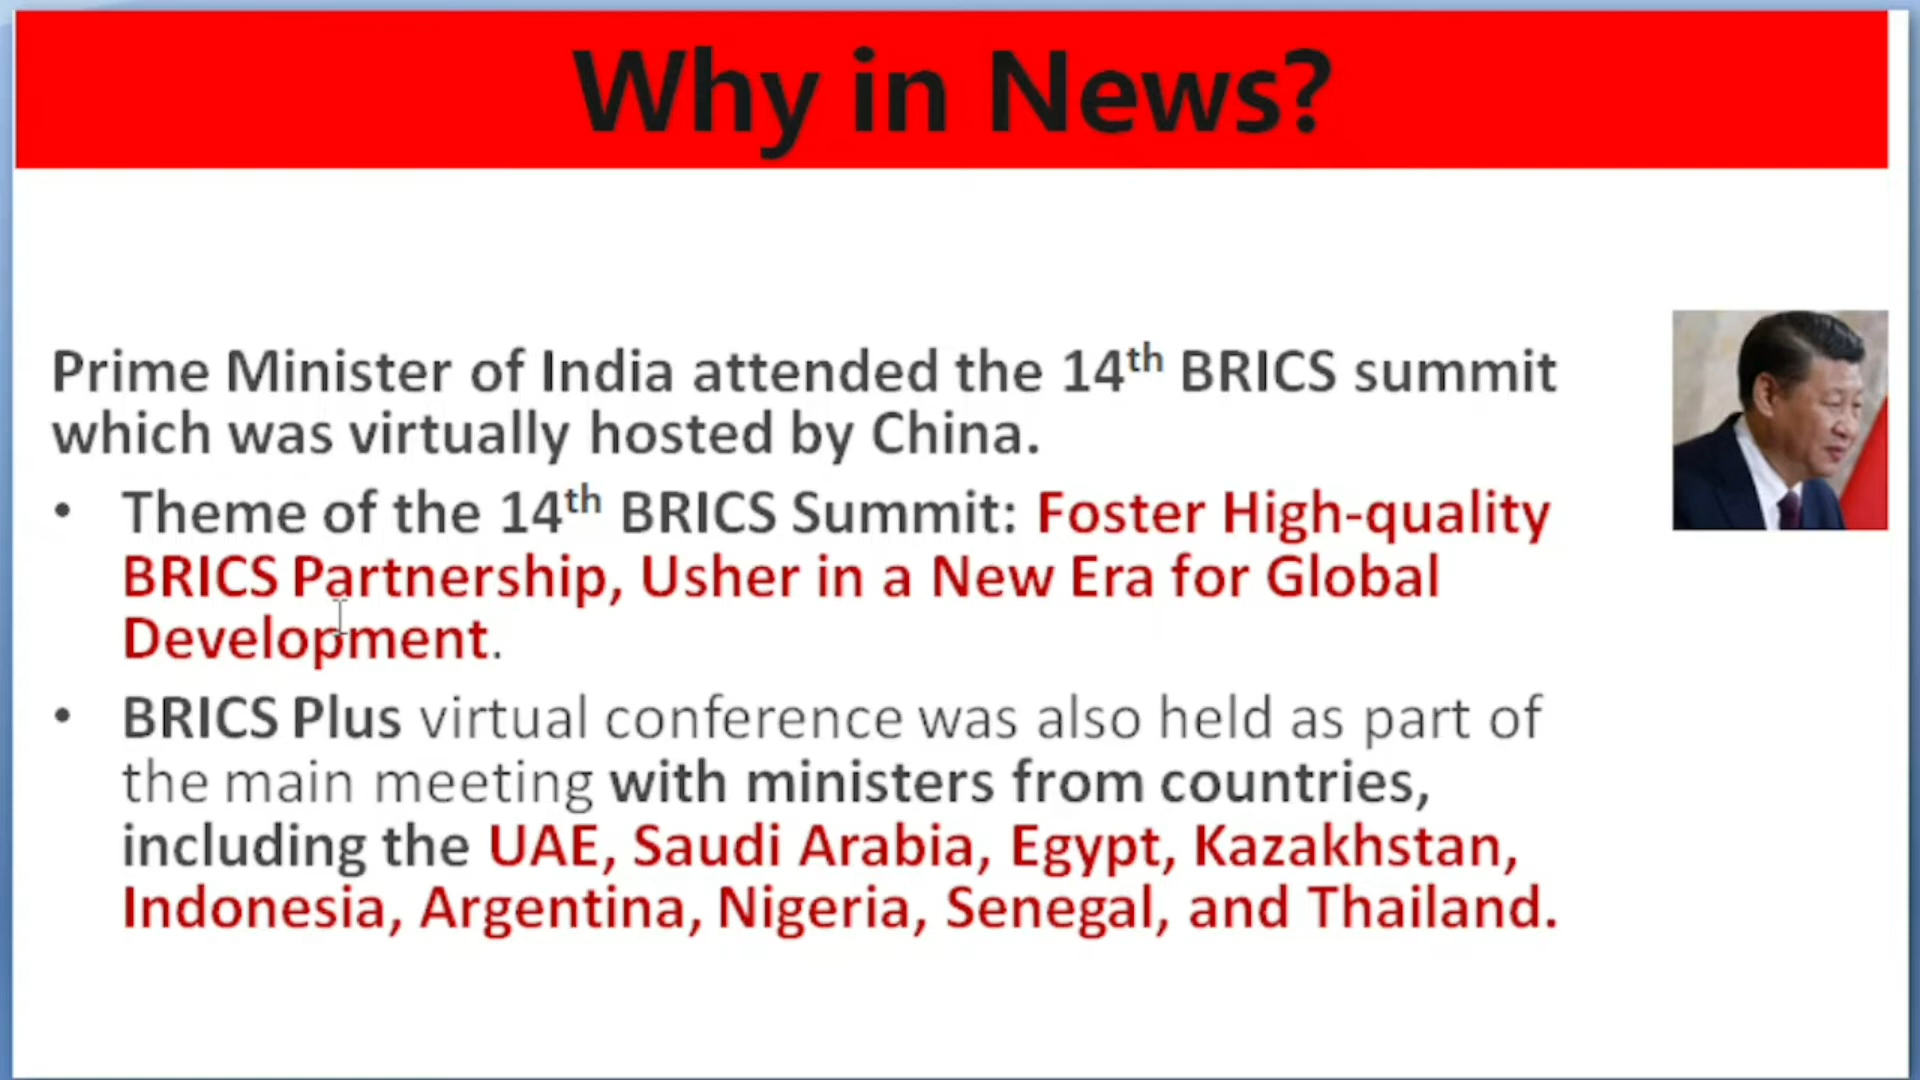 Why in News?
Prime Minister of India attended the 14th BRICS summit
which was virtually hosted by China.
• Theme of the 14th BRICS Summit: Foster High-quality
BRICS Partnership, Usher in a New Era for Global
Development.
• BRICS Plus virtual conference was also held as part of
the main meeting with ministers from countries,
including the UAE, Saudi Arabia, Egypt, Kazakhstan,
Indonesia, Argentina, Nigeria, Senegal, and Thailand.